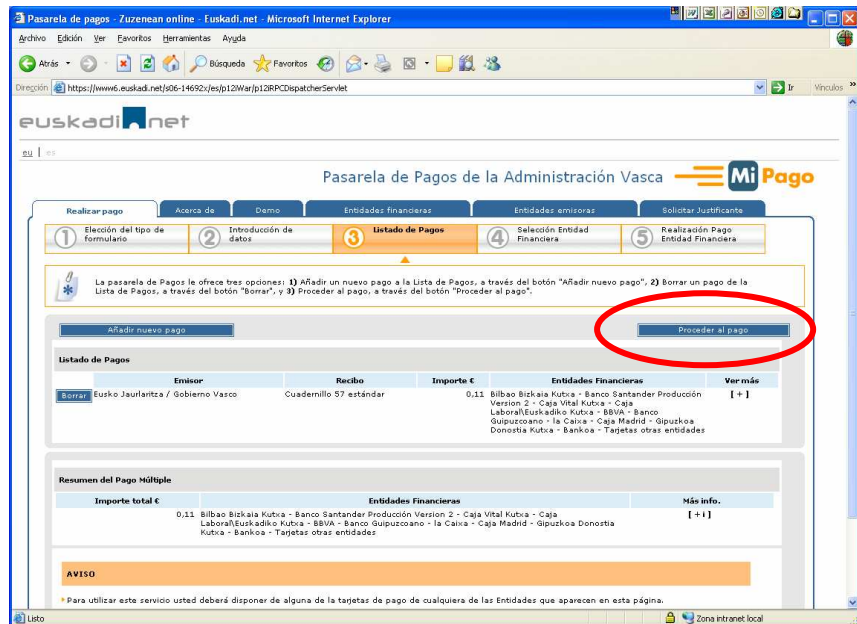 Pasarela de pagos - Zuzenean online - Euskadi.net - Microsoft Internet Explorer
Archivo Edición Ver Favoritos Herramientas Ayuda
Atrás Búsqueda Favoritos
Dirección https://www6.euskadi.net/s06-14692x/es/p12iWar/p12iRPCDispatcherServlet Ir Vínculos »
euskadi net
eu | es
Pasarela de Pagos de la Administración Vasca Mi Pago
Realizar pago Acerca de Demo Entidades financieras Entidades emisoras Solicitar Justificante
1 Elección del tipo de formulario
2 Introducción de datos
3 Listado de Pagos
4 Selección Entidad Financiera
5 Realización Pago Entidad Financiera
La pasarela de Pagos le ofrece tres opciones: 1) Añadir un nuevo pago a la Lista de Pagos, a través del botón "Añadir nuevo pago", 2) Borrar un pago de la
Lista de Pagos, a través del botón "Borrar", y 3) Proceder al pago, a través del botón "Proceder al pago".
Añadir nuevo pago Proceder al pago
Listado de Pagos
Emisor Recibo Importe € Entidades Financieras Ver más
Borrar Eusko Jaurlaritza / Gobierno Vasco Cuadernillo 57 estándar 0,11 Bilbao Bizkaia Kutxa - Banco Santander Producción [ + ]
Version 2 - Caja Vital Kutxa - Caja
Laboral\Euskadiko Kutxa - BBVA - Banco
Guipuzcoano - la Caixa - Caja Madrid - Gipuzkoa
Donostia Kutxa - Bankoa - Tarjetas otras entidades
Resumen del Pago Múltiple
Importe total € Entidades Financieras Más info.
0,11 Bilbao Bizkaia Kutxa - Banco Santander Producción Version 2 - Caja Vital Kutxa - Caja [ +i ]
Laboral\Euskadiko Kutxa - BBVA - Banco Guipuzcoano - la Caixa - Caja Madrid - Gipuzkoa Donostia
Kutxa - Bankoa - Tarjetas otras entidades
AVISO
* Para utilizar este servicio usted deberá disponer de alguna de la tarjetas de pago de cualquiera de las Entidades que aparecen en esta página.
Listo Zona intranet local